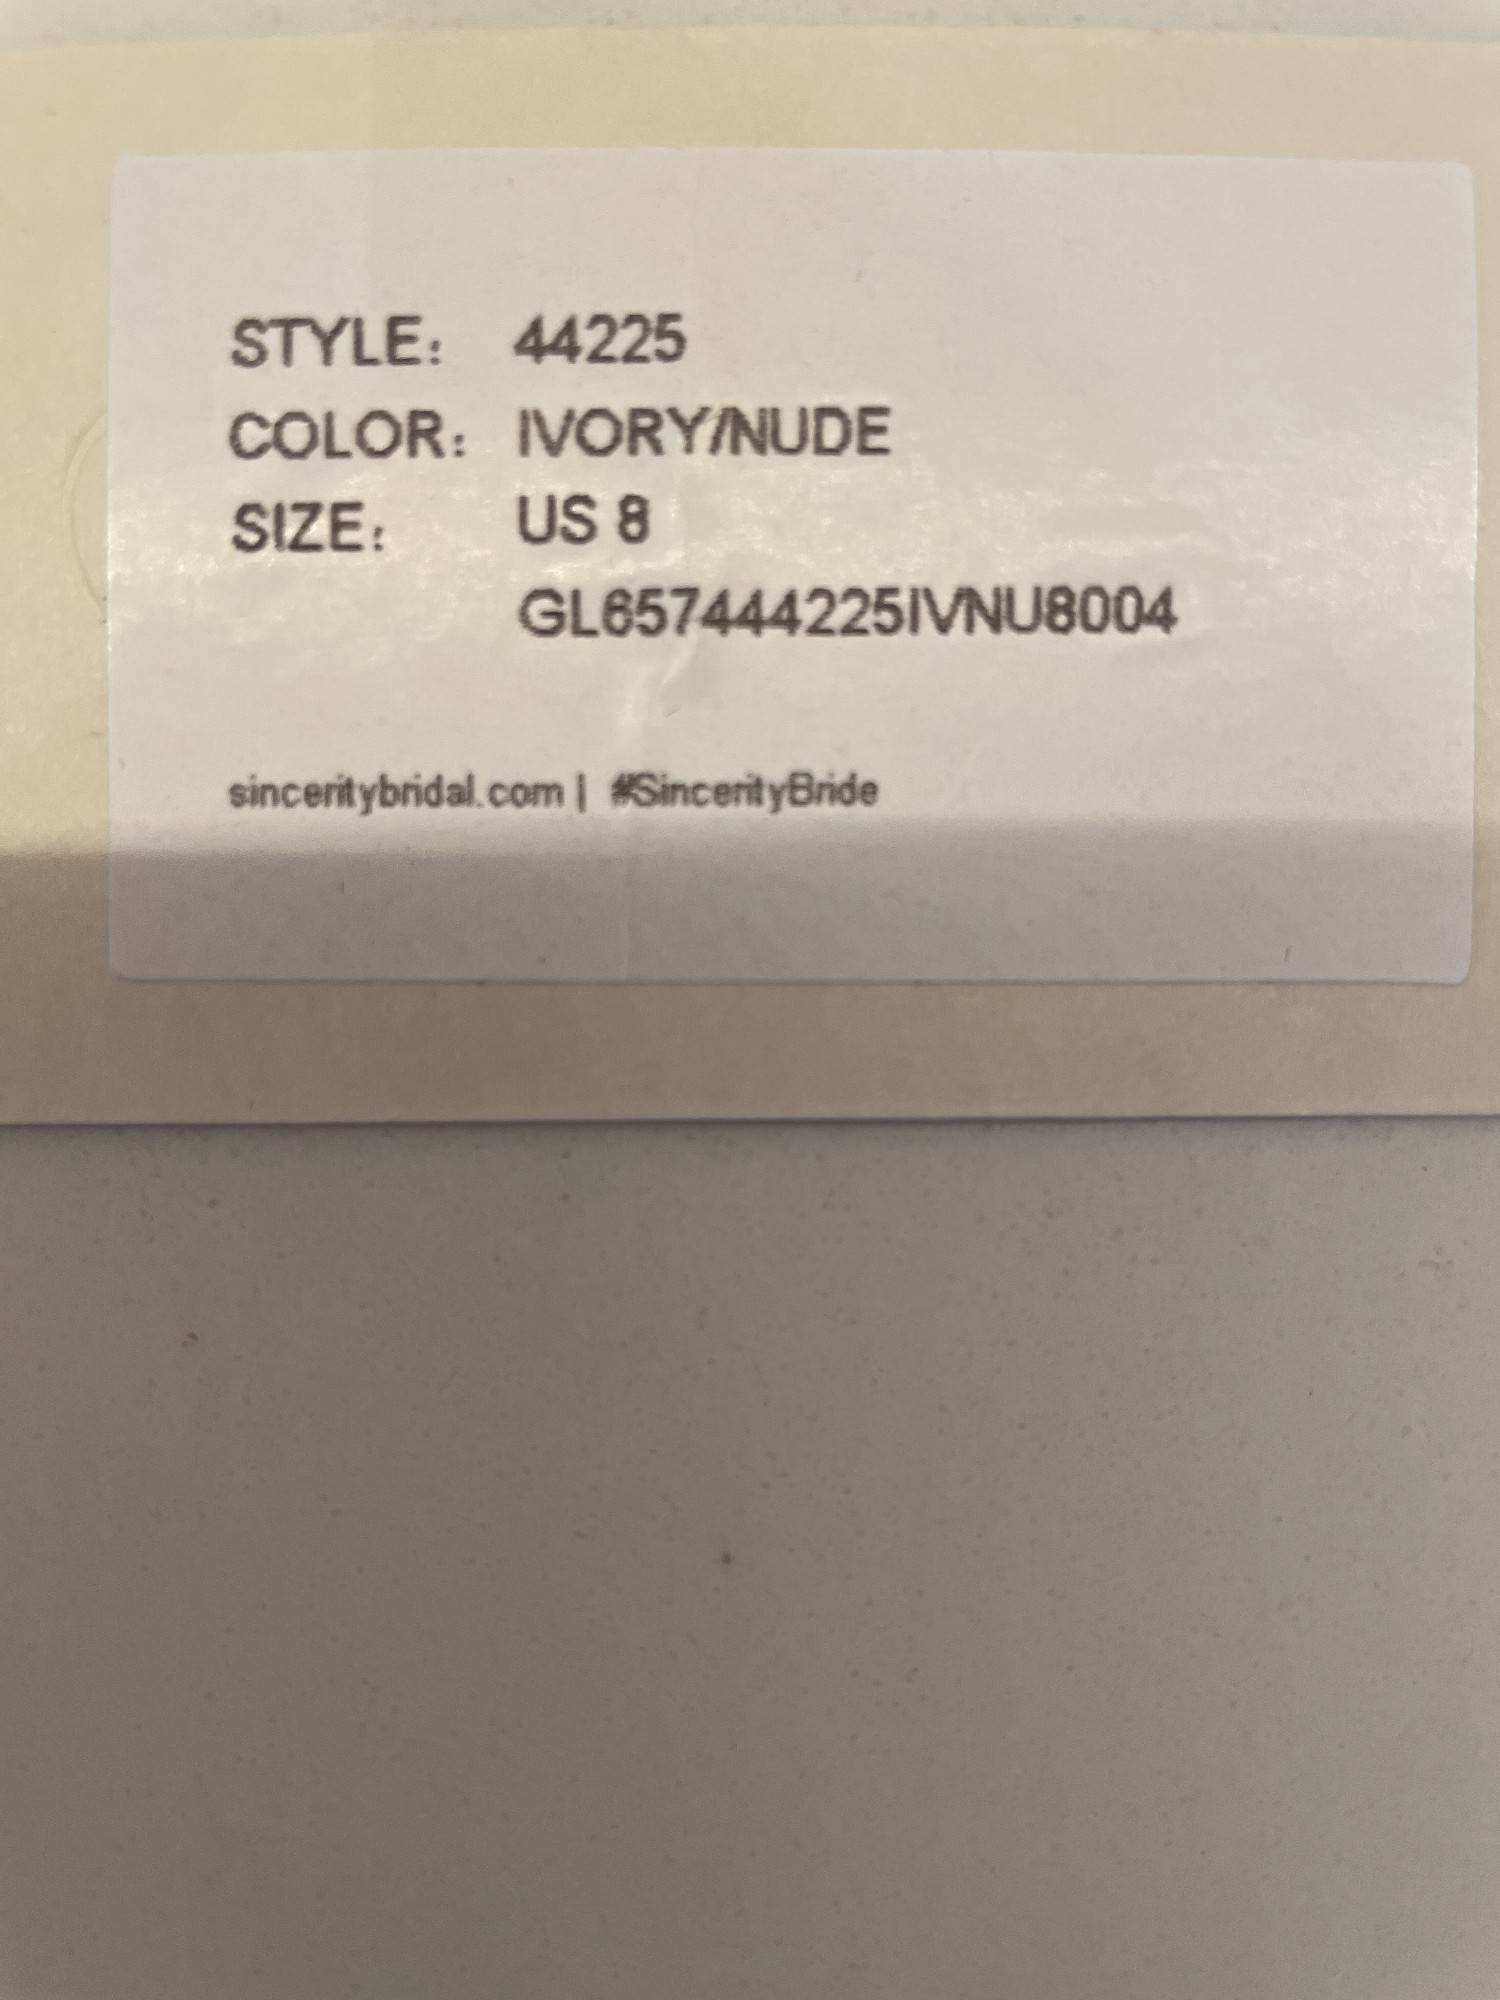 STYLE: 44225
COLOR: IVORY/NUDE
SIZE: US 8
GL657444225IVNU8004
sinceritybridal.com | #SincerityBride